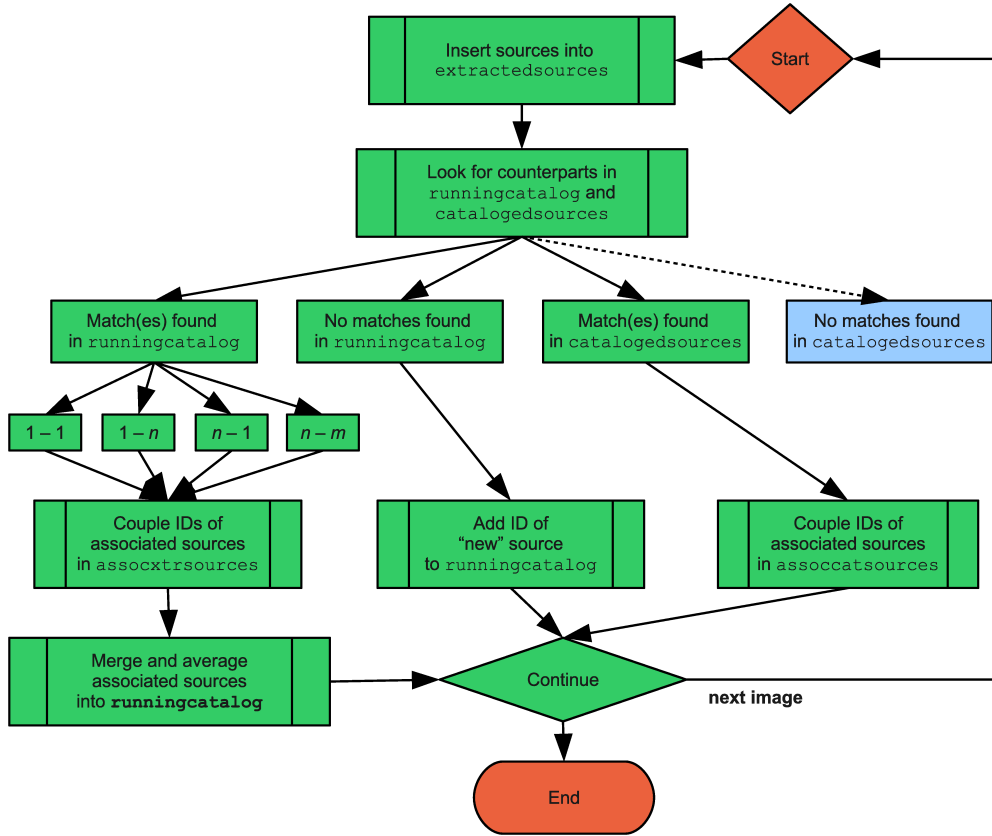 Insert sources into
extractedsources
Start
Look for counterparts in
runningcatalog and
catalogedsources
Match(es) found
in runningcatalog
No matches found
in runningcatalog
Match(es) found
in catalogedsources
No matches found
in catalogedsources
1 – 1
1 – n
n – 1
n – m
Couple IDs of
associated sources
in assocxtrsources
Add ID of
“new” source
to runningcatalog
Couple IDs of
associated sources
in assoccatsources
Merge and average
associated sources
into runningcatalog
Continue
next image
End